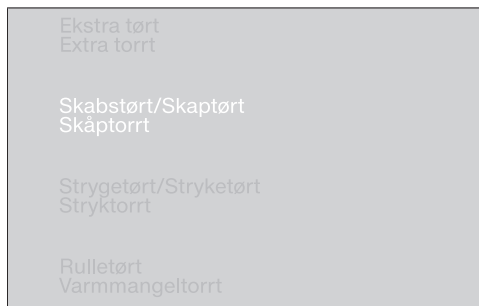 Ekstra tørt
Extra torrt
Skabstørt/Skaptørt
Skåptorrt
Strygetørt/Stryketørt
Stryktorrt
Rulletørt
Varmmangeltorrt